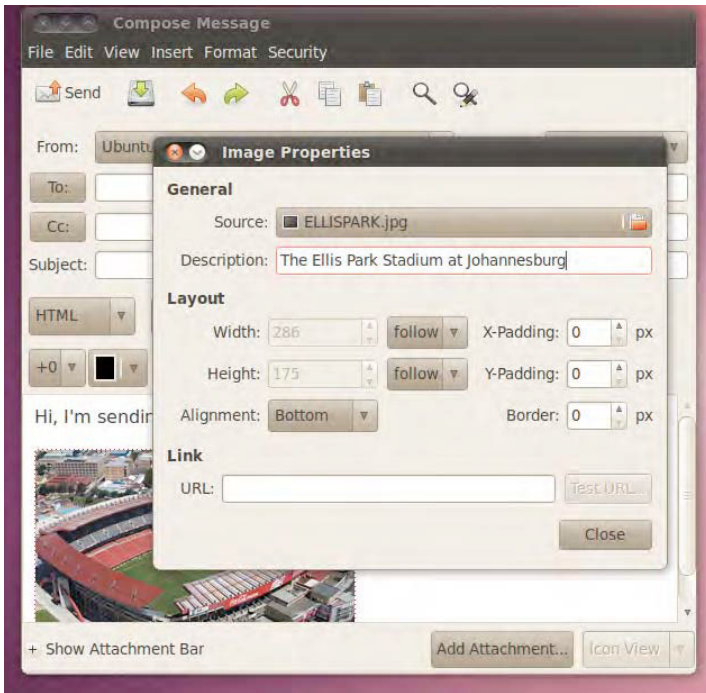 Compose Message
File Edit View Insert Format Security
Send
From: Ubuntu
Image Properties
To:
General
Source: ELLISPARK.jpg
Cc:
Description: The Ellis Park Stadium at Johannesburg
Subject:
Layout
HTML
Width: 286 follow X-Padding: 0 px
+0
Height: 175 follow Y-Padding: 0 px
Hi, I'm sendin
Alignment: Bottom Border: 0 px
Link
URL: Test URL...
Close
+ Show Attachment Bar Add Attachment... Icon View